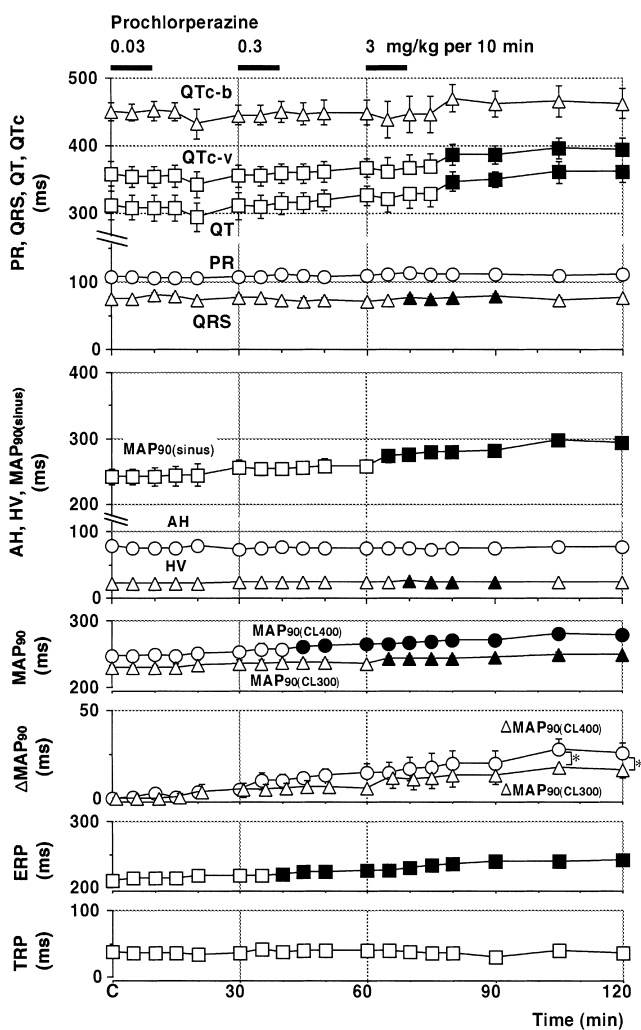 Prochlorperazine
0.03 0.3 3 mg/kg per 10 min
PR, QRS, QT, QTc
(ms)
500
400
300
100
0
QTc-b
QTc-v
QT
PR
QRS
AH, HV, MAP90(sinus)
(ms)
400
300
200
100
0
MAP90(sinus)
AH
HV
MAP90
(ms)
300
200
MAP90(CL400)
MAP90(CL300)
ΔMAP90
(ms)
50
0
ΔMAP90(CL400)
*
*
ΔMAP90(CL300)
ERP
(ms)
300
200
TRP
(ms)
100
0
C 30 60 90 120
Time (min)